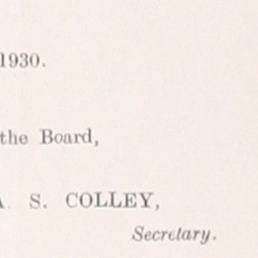 1930.
the Board,
A. S. COLLEY,
Secretary.